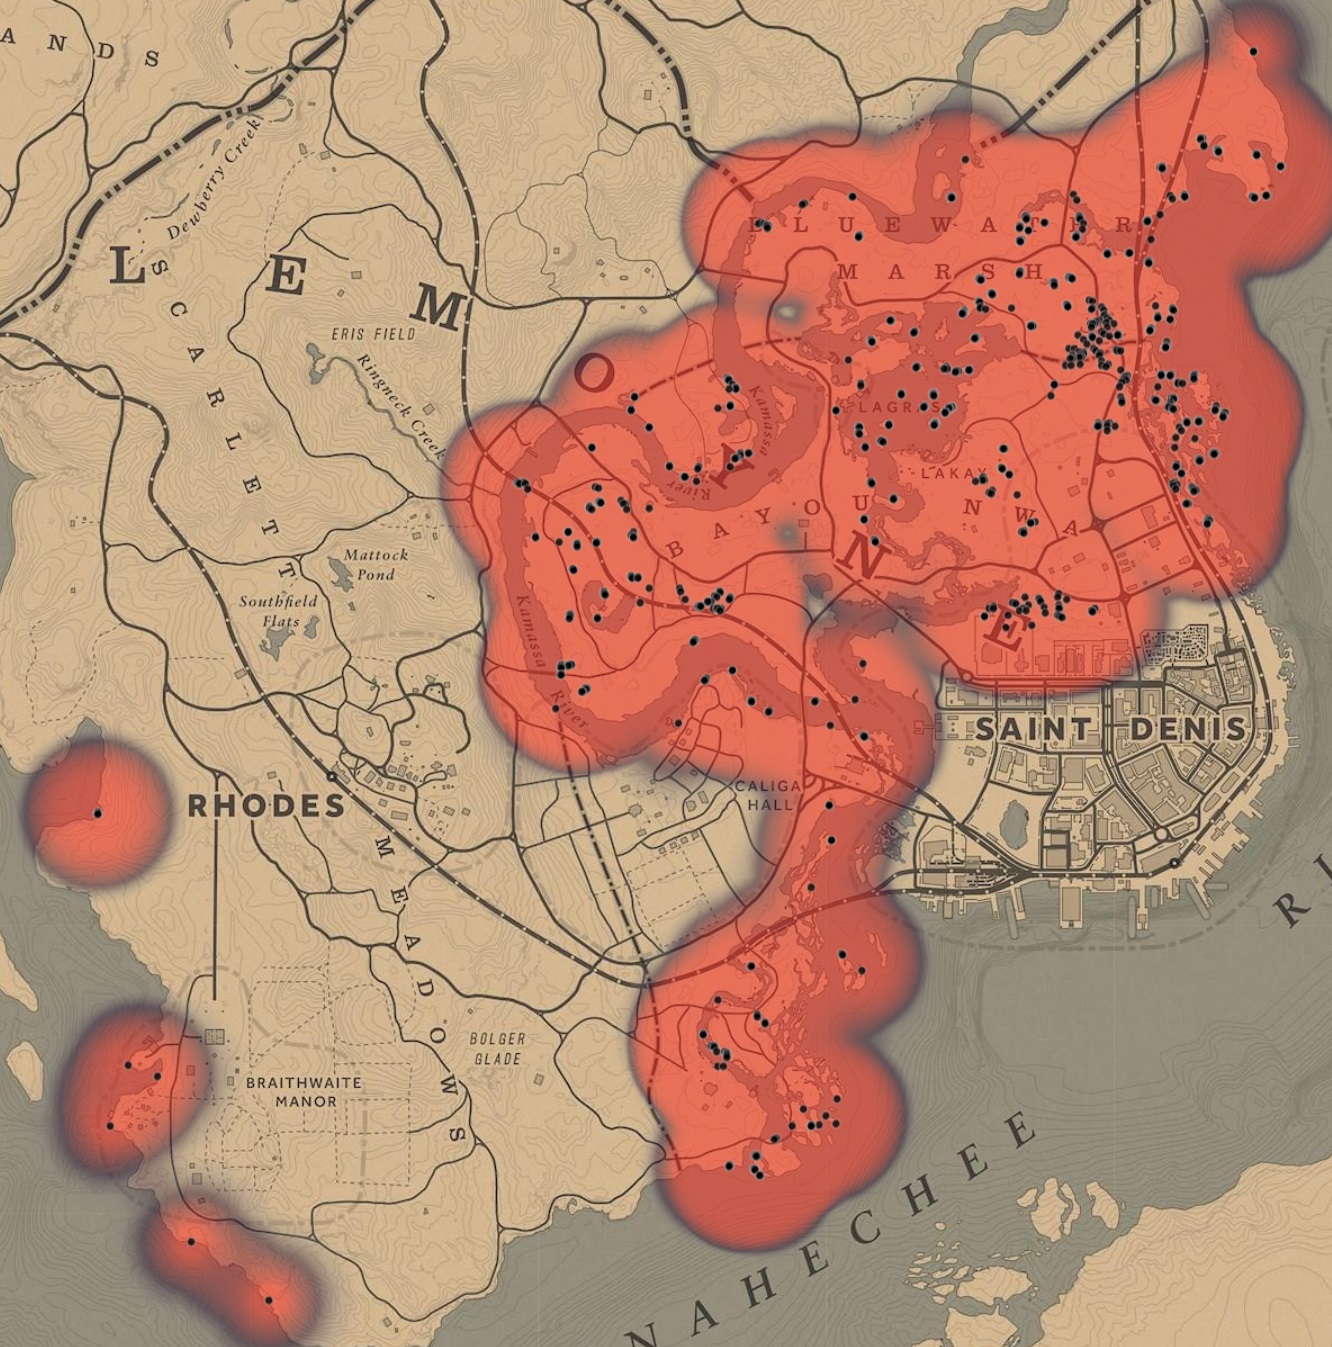 ANDS
Dewberry Creek
LEMOYNE
BLUEWATER
MARSH
SCARLETT
MEADOWS
ERIS FIELD
Ringneck Creek
Kamassa
River
LAGRAS
LAKAY
BAYOU NWA
Mattock
Pond
Southfield
Flats
Kamassa
River
SAINT DENIS
CALIGA
HALL
RHODES
BOLGER
GLADE
BRAITHWAITE
MANOR
RI
NAHECHEE